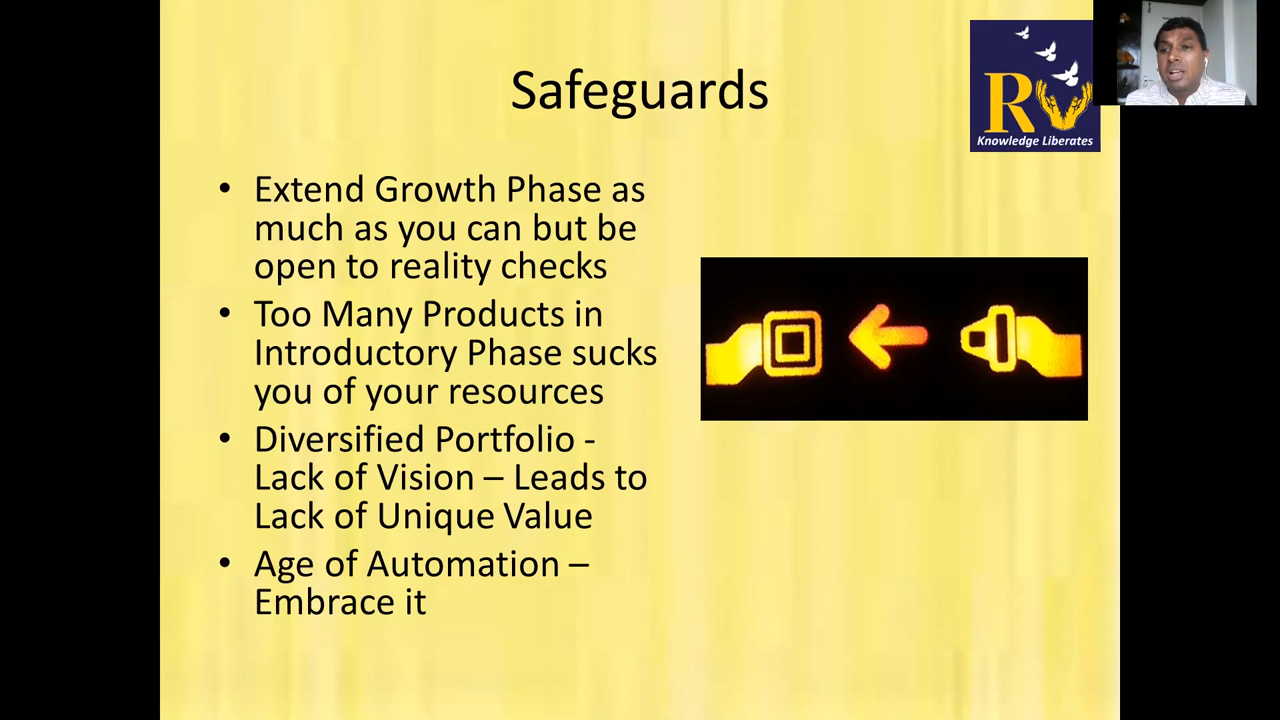 Safeguards
RV
Knowledge Liberates
• Extend Growth Phase as
much as you can but be
open to reality checks
• Too Many Products in
Introductory Phase sucks
you of your resources
• Diversified Portfolio -
Lack of Vision – Leads to
Lack of Unique Value
• Age of Automation –
Embrace it